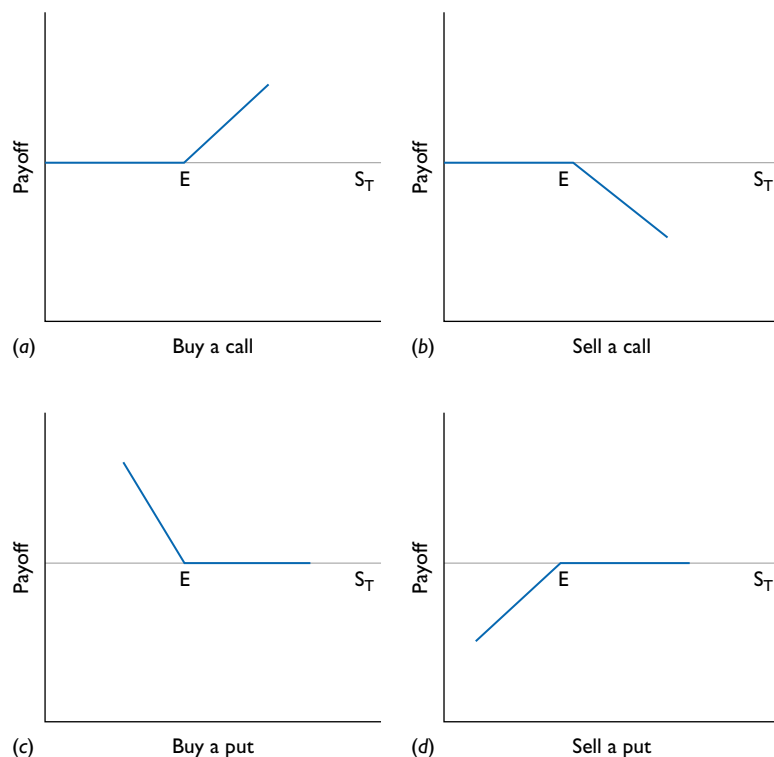 Payoff
E
S_T
(a)
Buy a call
Payoff
E
S_T
(b)
Sell a call
Payoff
E
S_T
(c)
Buy a put
Payoff
E
S_T
(d)
Sell a put